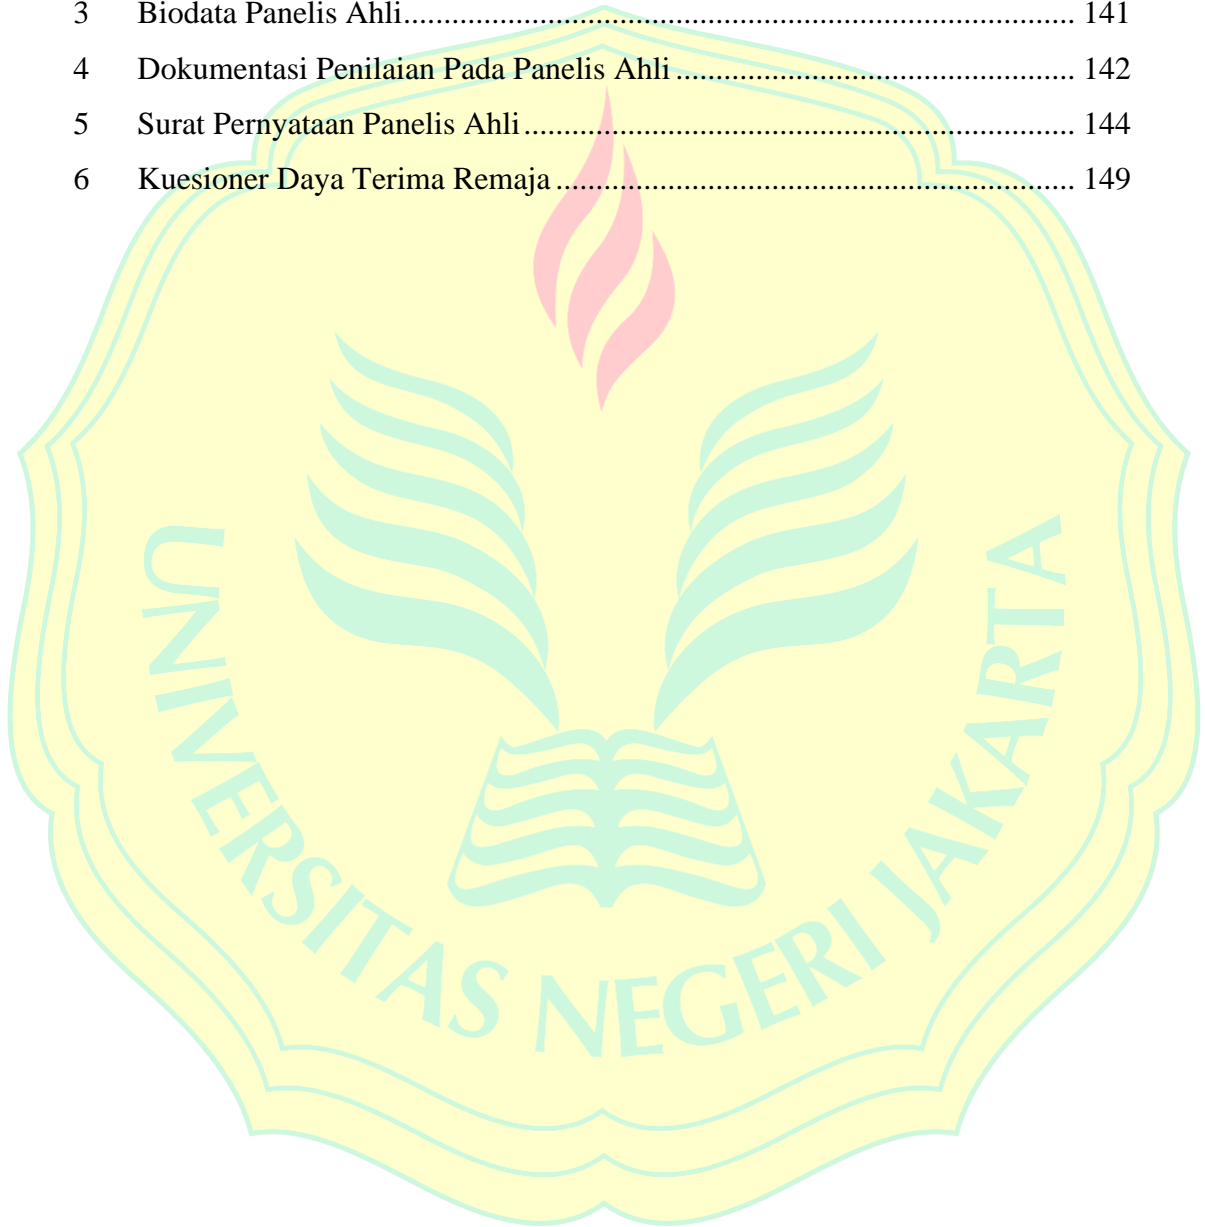 3 Biodata Panelis Ahli.................................................................................... 141
4 Dokumentasi Penilaian Pada Panelis Ahli .................................................. 142
5 Surat Pernyataan Panelis Ahli..................................................................... 144
6 Kuesioner Daya Terima Remaja ................................................................. 149
UNIVERSITAS NEGERI JAKARTA